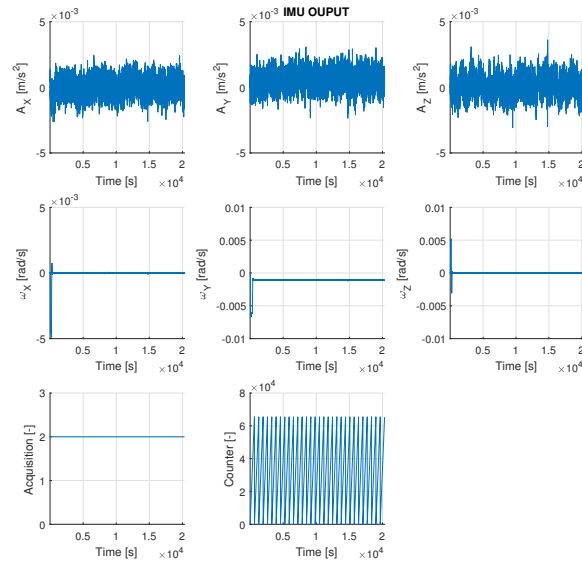 IMU OUPUT
×10⁻³
5
0
-5
A_X [m/s²]
0.5 1 1.5 2
Time [s]
×10⁴
×10⁻³
5
0
-5
A_Y [m/s²]
0.5 1 1.5 2
Time [s]
×10⁴
×10⁻³
5
0
-5
A_Z [m/s²]
0.5 1 1.5 2
Time [s]
×10⁴
×10⁻³
5
0
-5
ω_X [rad/s]
0.5 1 1.5 2
Time [s]
×10⁴
0.01
0.005
0
-0.005
-0.01
ω_Y [rad/s]
0.5 1 1.5 2
Time [s]
×10⁴
0.01
0.005
0
-0.005
-0.01
ω_Z [rad/s]
0.5 1 1.5 2
Time [s]
×10⁴
3
2
1
0
Acquisition [-]
0.5 1 1.5 2
Time [s]
×10⁴
×10⁴
8
6
4
2
0
Counter [-]
0.5 1 1.5 2
Time [s]
×10⁴